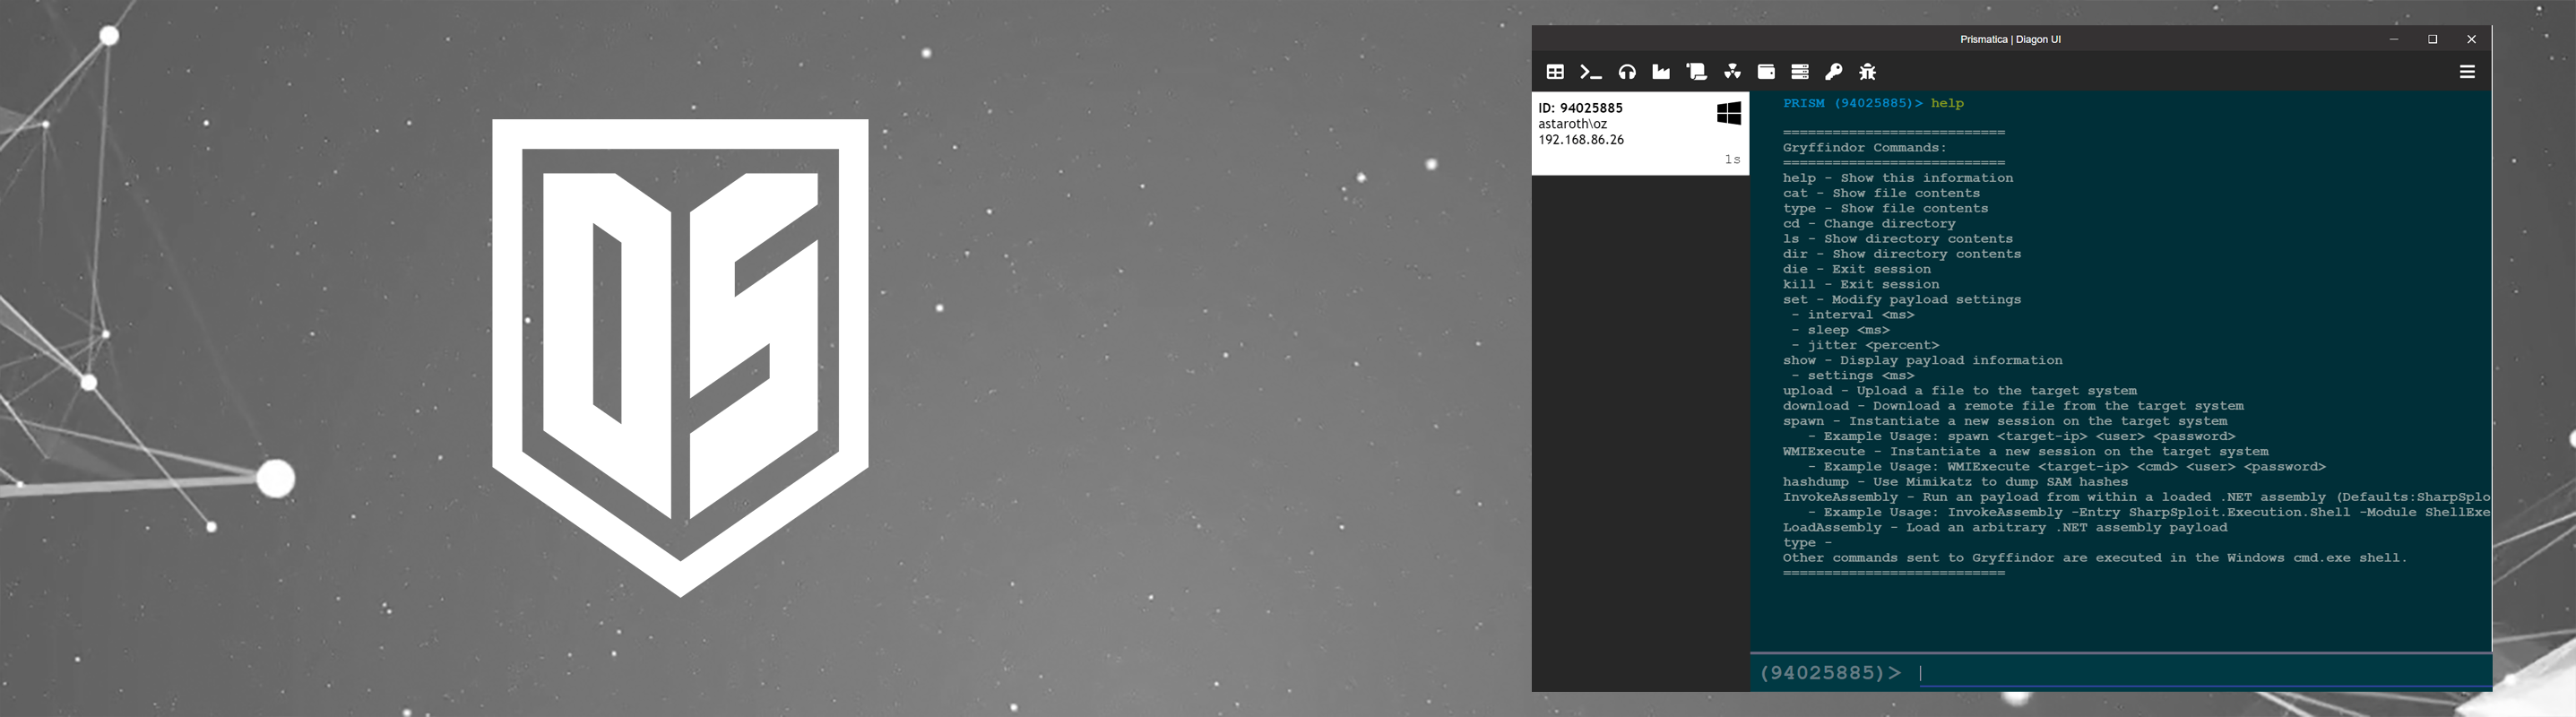 DS
Prismatica | Diagon UI
ID: 94025885
astaroth\oz
192.168.86.26
1s
PRISM (94025885)> help
===========================
Gryffindor Commands:
===========================
help - Show this information
cat - Show file contents
type - Show file contents
cd - Change directory
ls - Show directory contents
dir - Show directory contents
die - Exit session
kill - Exit session
set - Modify payload settings
- interval <ms>
- sleep <ms>
- jitter <percent>
show - Display payload information
- settings <ms>
upload - Upload a file to the target system
download - Download a remote file from the target system
spawn - Instantiate a new session on the target system
- Example Usage: spawn <target-ip> <user> <password>
WMIExecute - Instantiate a new session on the target system
- Example Usage: WMIExecute <target-ip> <cmd> <user> <password>
hashdump - Use Mimikatz to dump SAM hashes
InvokeAssembly - Run an payload from within a loaded .NET assembly (Defaults:SharpSplo
- Example Usage: InvokeAssembly -Entry SharpSploit.Execution.Shell -Module ShellExe
LoadAssembly - Load an arbitrary .NET assembly payload
type -
Other commands sent to Gryffindor are executed in the Windows cmd.exe shell.
===========================
(94025885)>